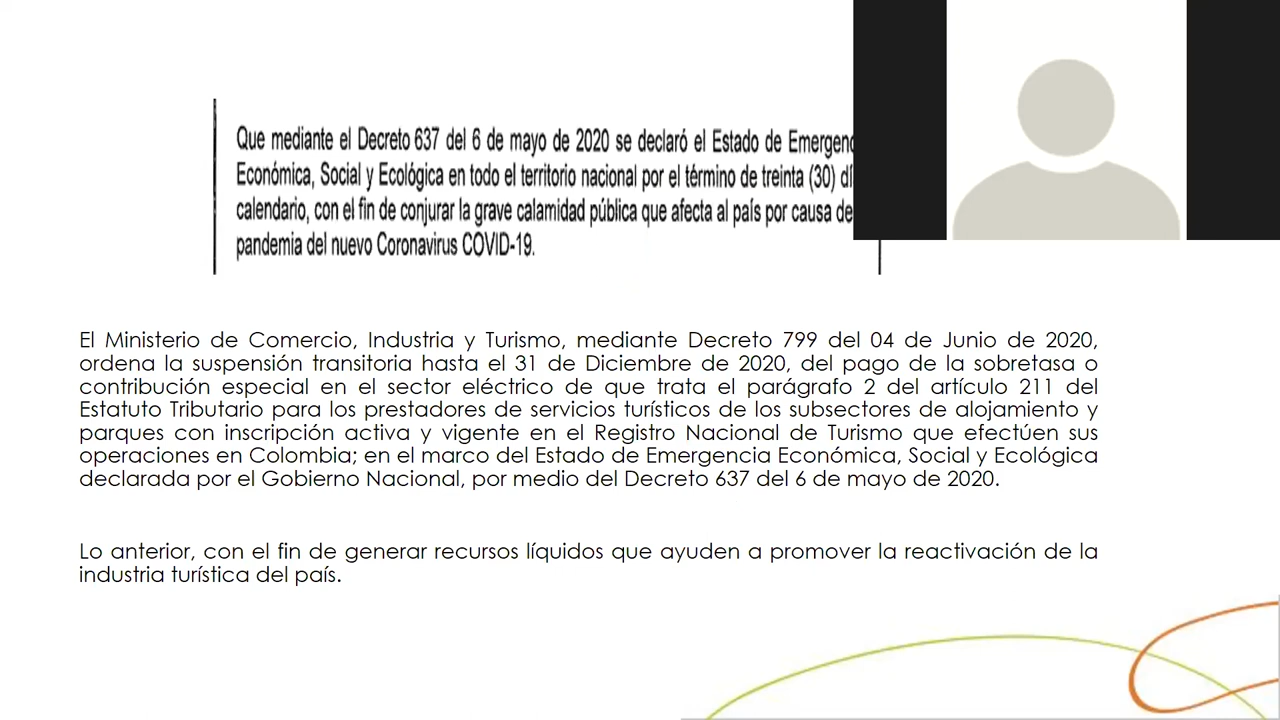 Que mediante el Decreto 637 del 6 de mayo de 2020 se declaró el Estado de
Económica, Social y Ecológica en todo el territorio nacional por el término de treinta (30)
calendario, con el fin de conjurar la grave calamidad pública que afecta al país por causa
pandemia del nuevo Coronavirus COVID-19.
El Ministerio de Comercio, Industria y Turismo, mediante Decreto 799 del 04 de Junio de 2020,
ordena la suspensión transitoria hasta el 31 de Diciembre de 2020, del pago de la sobretasa o
contribución especial en el sector eléctrico de que trata el parágrafo 2 del artículo 211 del
Estatuto Tributario para los prestadores de servicios turísticos de los subsectores de alojamiento y
parques con inscripción activa y vigente en el Registro Nacional de Turismo que efectúen sus
operaciones en Colombia; en el marco del Estado de Emergencia Económica, Social y Ecológica
declarada por el Gobierno Nacional, por medio del Decreto 637 del 6 de mayo de 2020.
Lo anterior, con el fin de generar recursos líquidos que ayuden a promover la reactivación de la
industria turística del país.